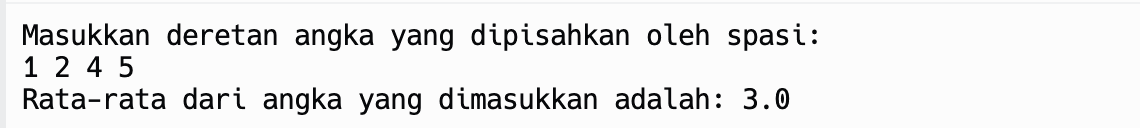 Masukkan deretan angka yang dipisahkan oleh spasi:
1 2 4 5
Rata-rata dari angka yang dimasukkan adalah: 3.0